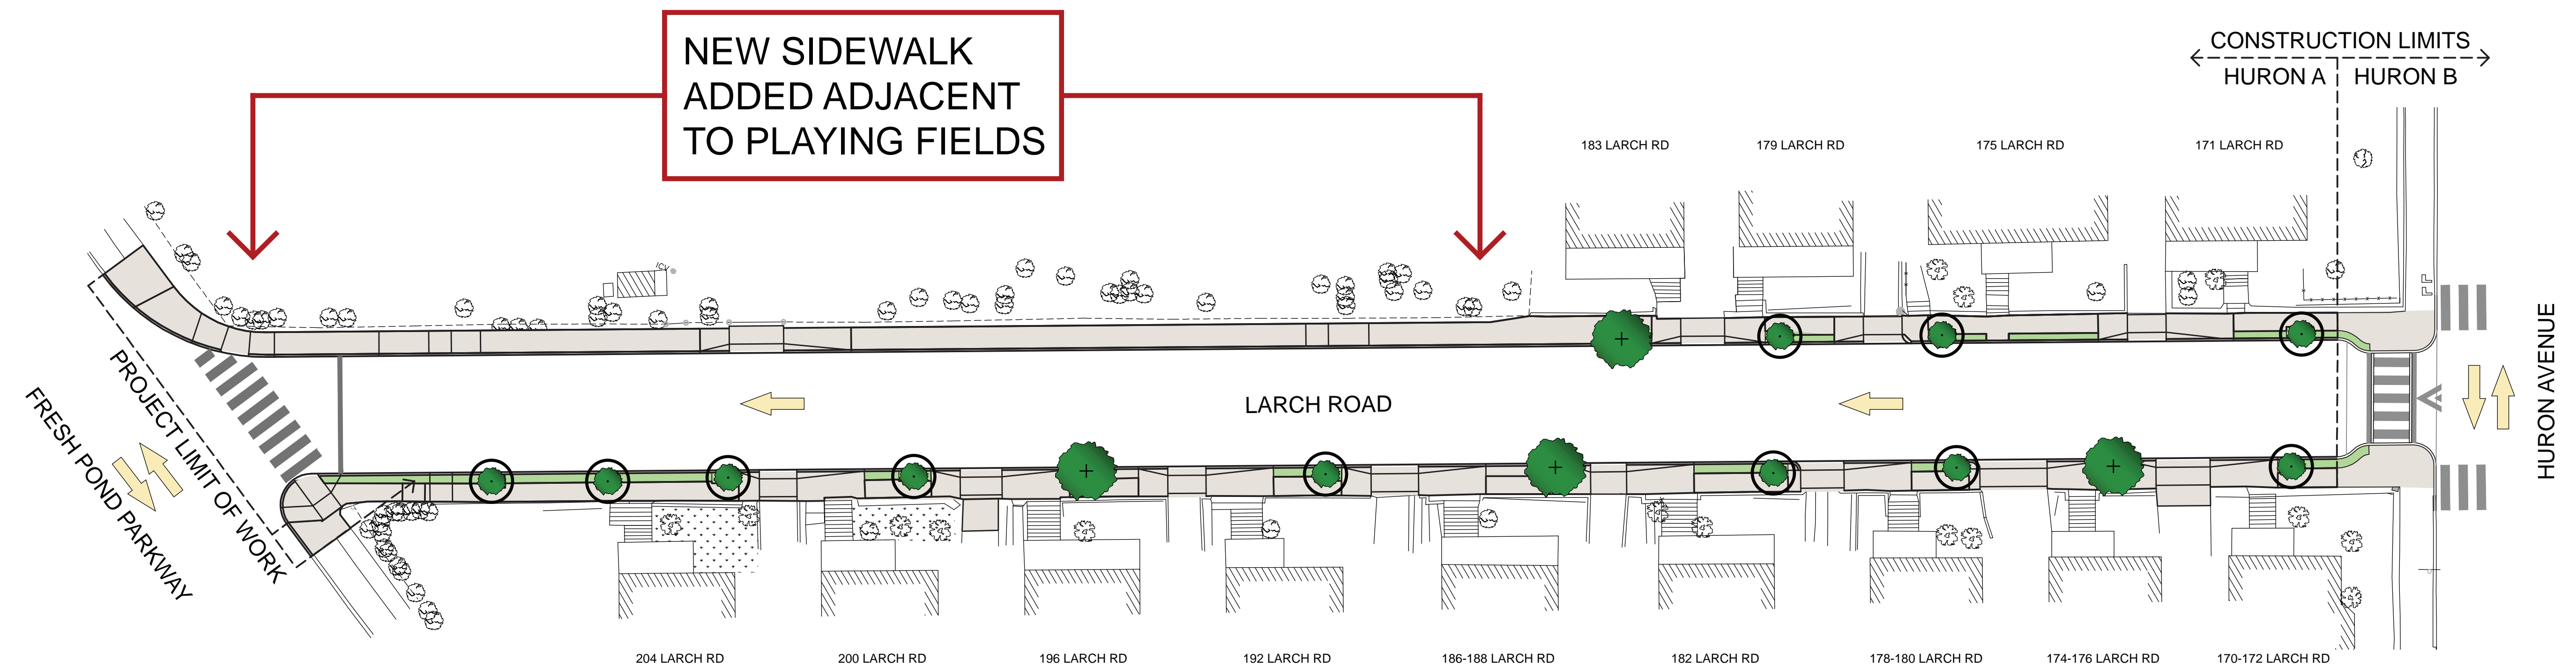 NEW SIDEWALK
ADDED ADJACENT
TO PLAYING FIELDS
CONSTRUCTION LIMITS
HURON A
HURON B
183 LARCH RD
179 LARCH RD
175 LARCH RD
171 LARCH RD
PROJECT LIMIT OF WORK
FRESH POND PARKWAY
LARCH ROAD
HURON AVENUE
204 LARCH RD
200 LARCH RD
196 LARCH RD
192 LARCH RD
186-188 LARCH RD
182 LARCH RD
178-180 LARCH RD
174-176 LARCH RD
170-172 LARCH RD